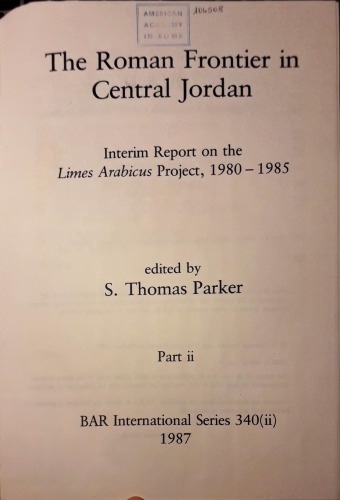 AMERICAN
ACADEMY
IN ROME
106508
The Roman Frontier in
Central Jordan
Interim Report on the
Limes Arabicus Project, 1980 – 1985
edited by
S. Thomas Parker
Part ii
BAR International Series 340(ii)
1987